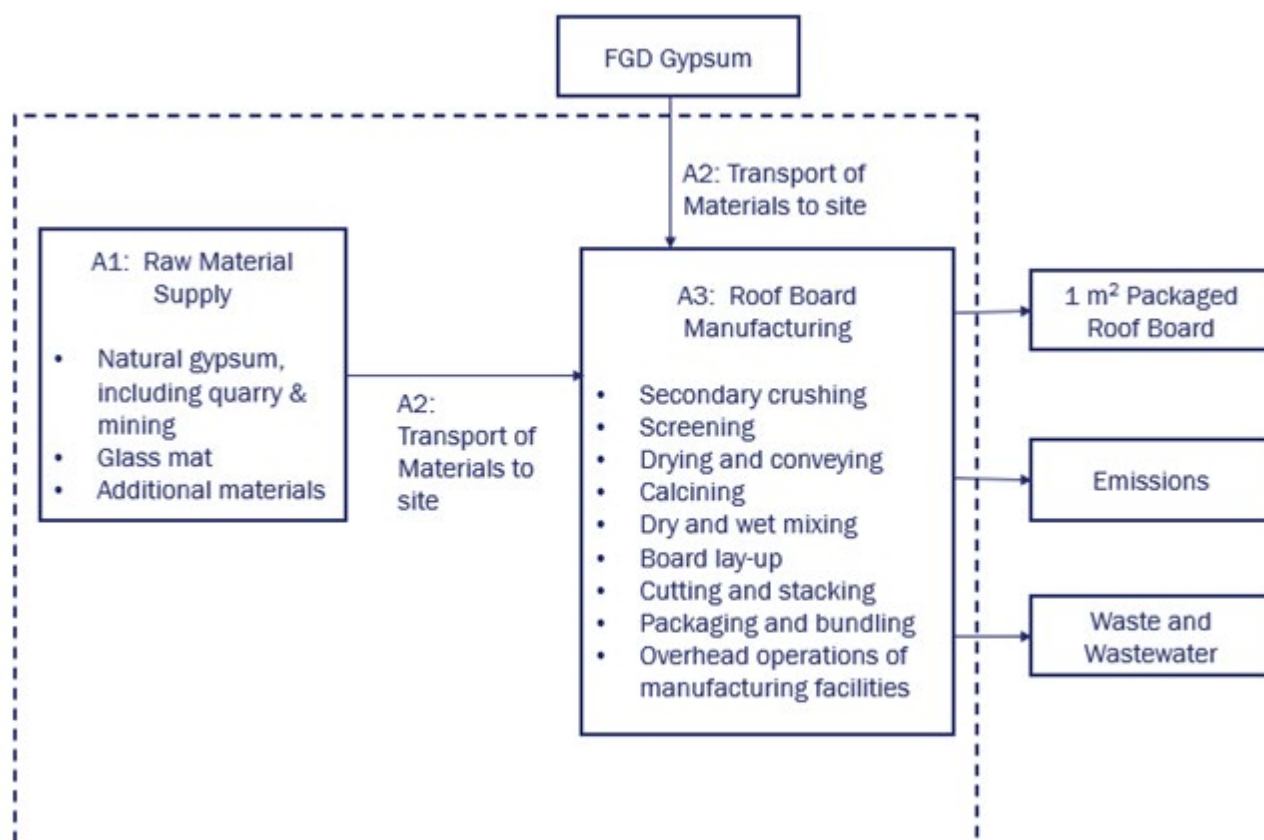 FGD Gypsum
A2: Transport of
Materials to site
A1: Raw Material
Supply
• Natural gypsum,
including quarry &
mining
• Glass mat
• Additional materials
A2:
Transport of
Materials to
site
A3: Roof Board
Manufacturing
• Secondary crushing
• Screening
• Drying and conveying
• Calcining
• Dry and wet mixing
• Board lay-up
• Cutting and stacking
• Packaging and bundling
• Overhead operations of
manufacturing facilities
1 m² Packaged
Roof Board
Emissions
Waste and
Wastewater